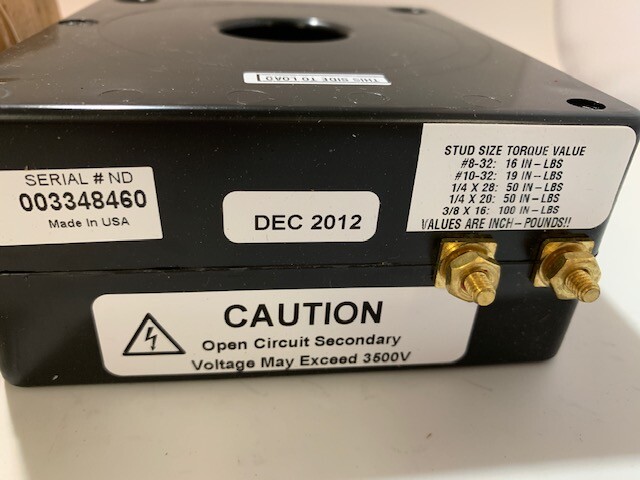 THIS SIDE TO LOAD
SERIAL # ND
003348460
Made In USA
DEC 2012
STUD SIZE TORQUE VALUE
#8-32: 16 IN-LBS
#10-32: 19 IN-LBS
1/4 X 28: 50 IN-LBS
1/4 X 20: 50 IN-LBS
3/8 X 16: 100 IN-LBS
VALUES ARE INCH-POUNDS!!
CAUTION
Open Circuit Secondary
Voltage May Exceed 3500V